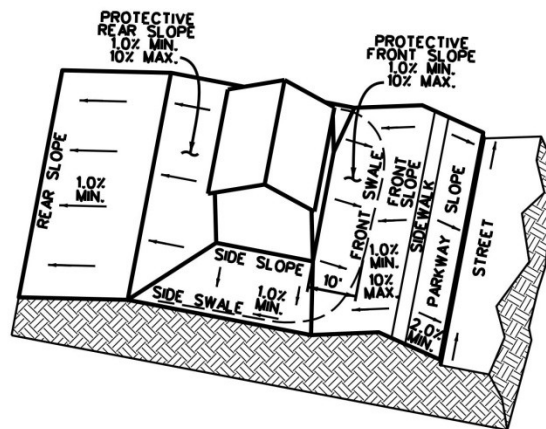 PROTECTIVE
REAR SLOPE
1.0% MIN.
10% MAX.
PROTECTIVE
FRONT SLOPE
1.0% MIN.
10% MAX.
REAR SLOPE
1.0%
MIN.
SIDE SLOPE
SIDE SWALE
1.0%
MIN.
10'
FRONT SWALE
FRONT
SLOPE
1.0%
MIN.
10%
MAX.
SIDEWALK
PARKWAY SLOPE
2.0%
MIN.
STREET